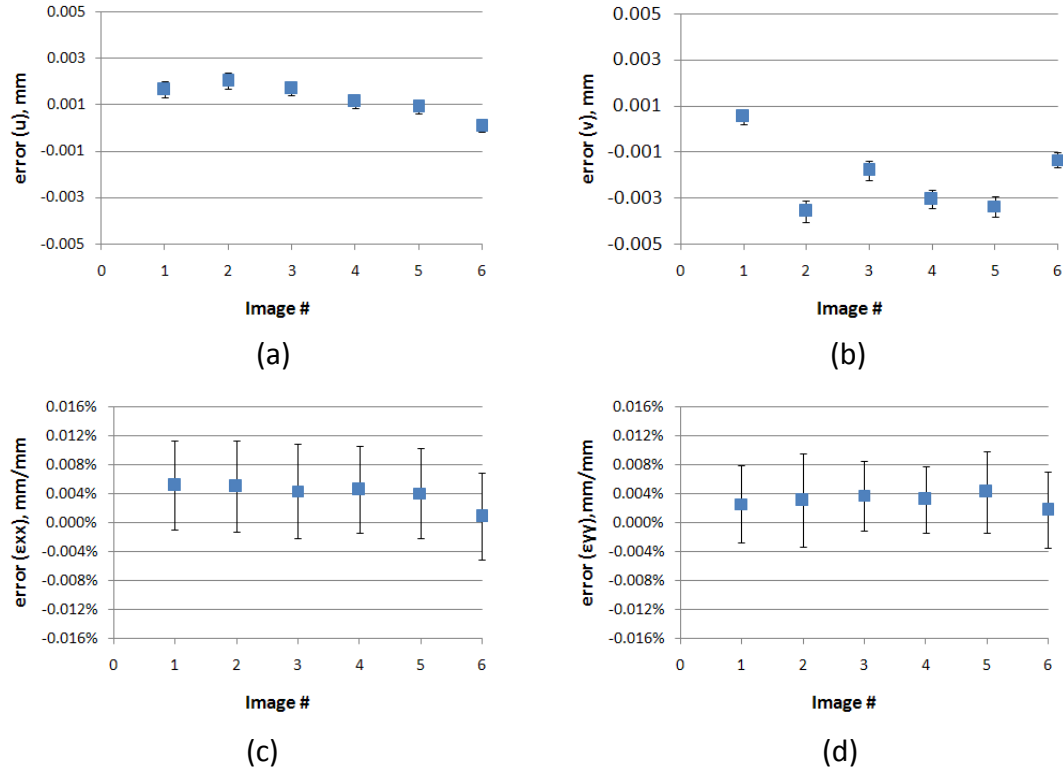 error (u), mm
0.005
0.003
0.001
-0.001
-0.003
-0.005
0 1 2 3 4 5 6
Image #
(a)
error (v), mm
0.005
0.003
0.001
-0.001
-0.003
-0.005
0 1 2 3 4 5 6
Image #
(b)
error (εxx), mm/mm
0.016%
0.012%
0.008%
0.004%
0.000%
-0.004%
-0.008%
-0.012%
-0.016%
0 1 2 3 4 5 6
Image #
(c)
error (εγγ),mm/mm
0.016%
0.012%
0.008%
0.004%
0.000%
-0.004%
-0.008%
-0.012%
-0.016%
0 1 2 3 4 5 6
Image #
(d)